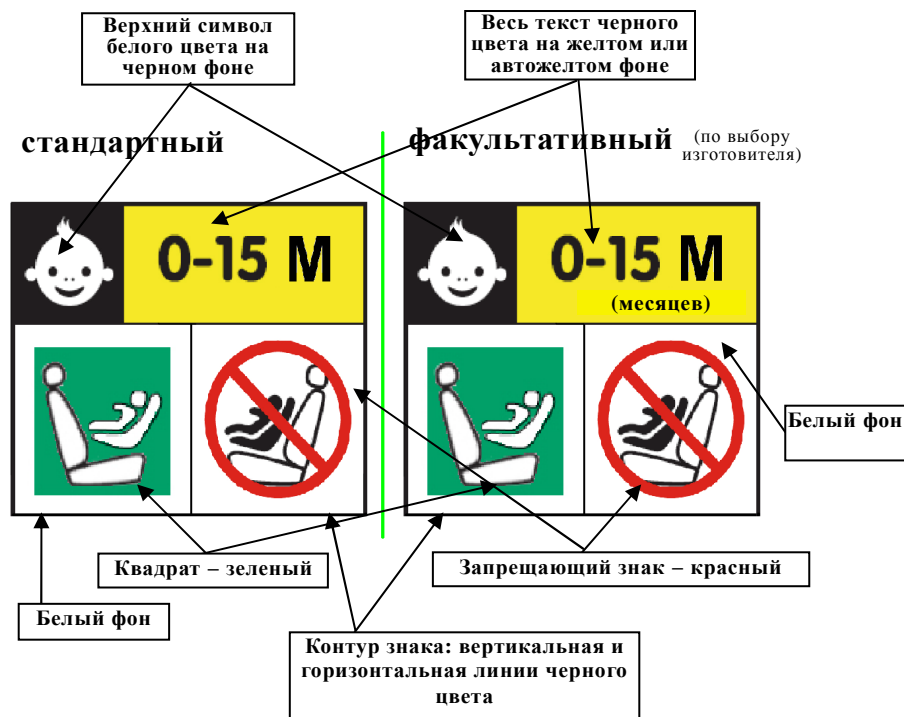 Верхний символ
белого цвета на
черном фоне
Весь текст черного
цвета на желтом или
автожелтом фоне
стандартный
факультативный
(по выбору
изготовителя)
0-15 М
0-15 М
(месяцев)
Белый фон
Квадрат – зеленый
Запрещающий знак – красный
Белый фон
Контур знака: вертикальная и
горизонтальная линии черного
цвета